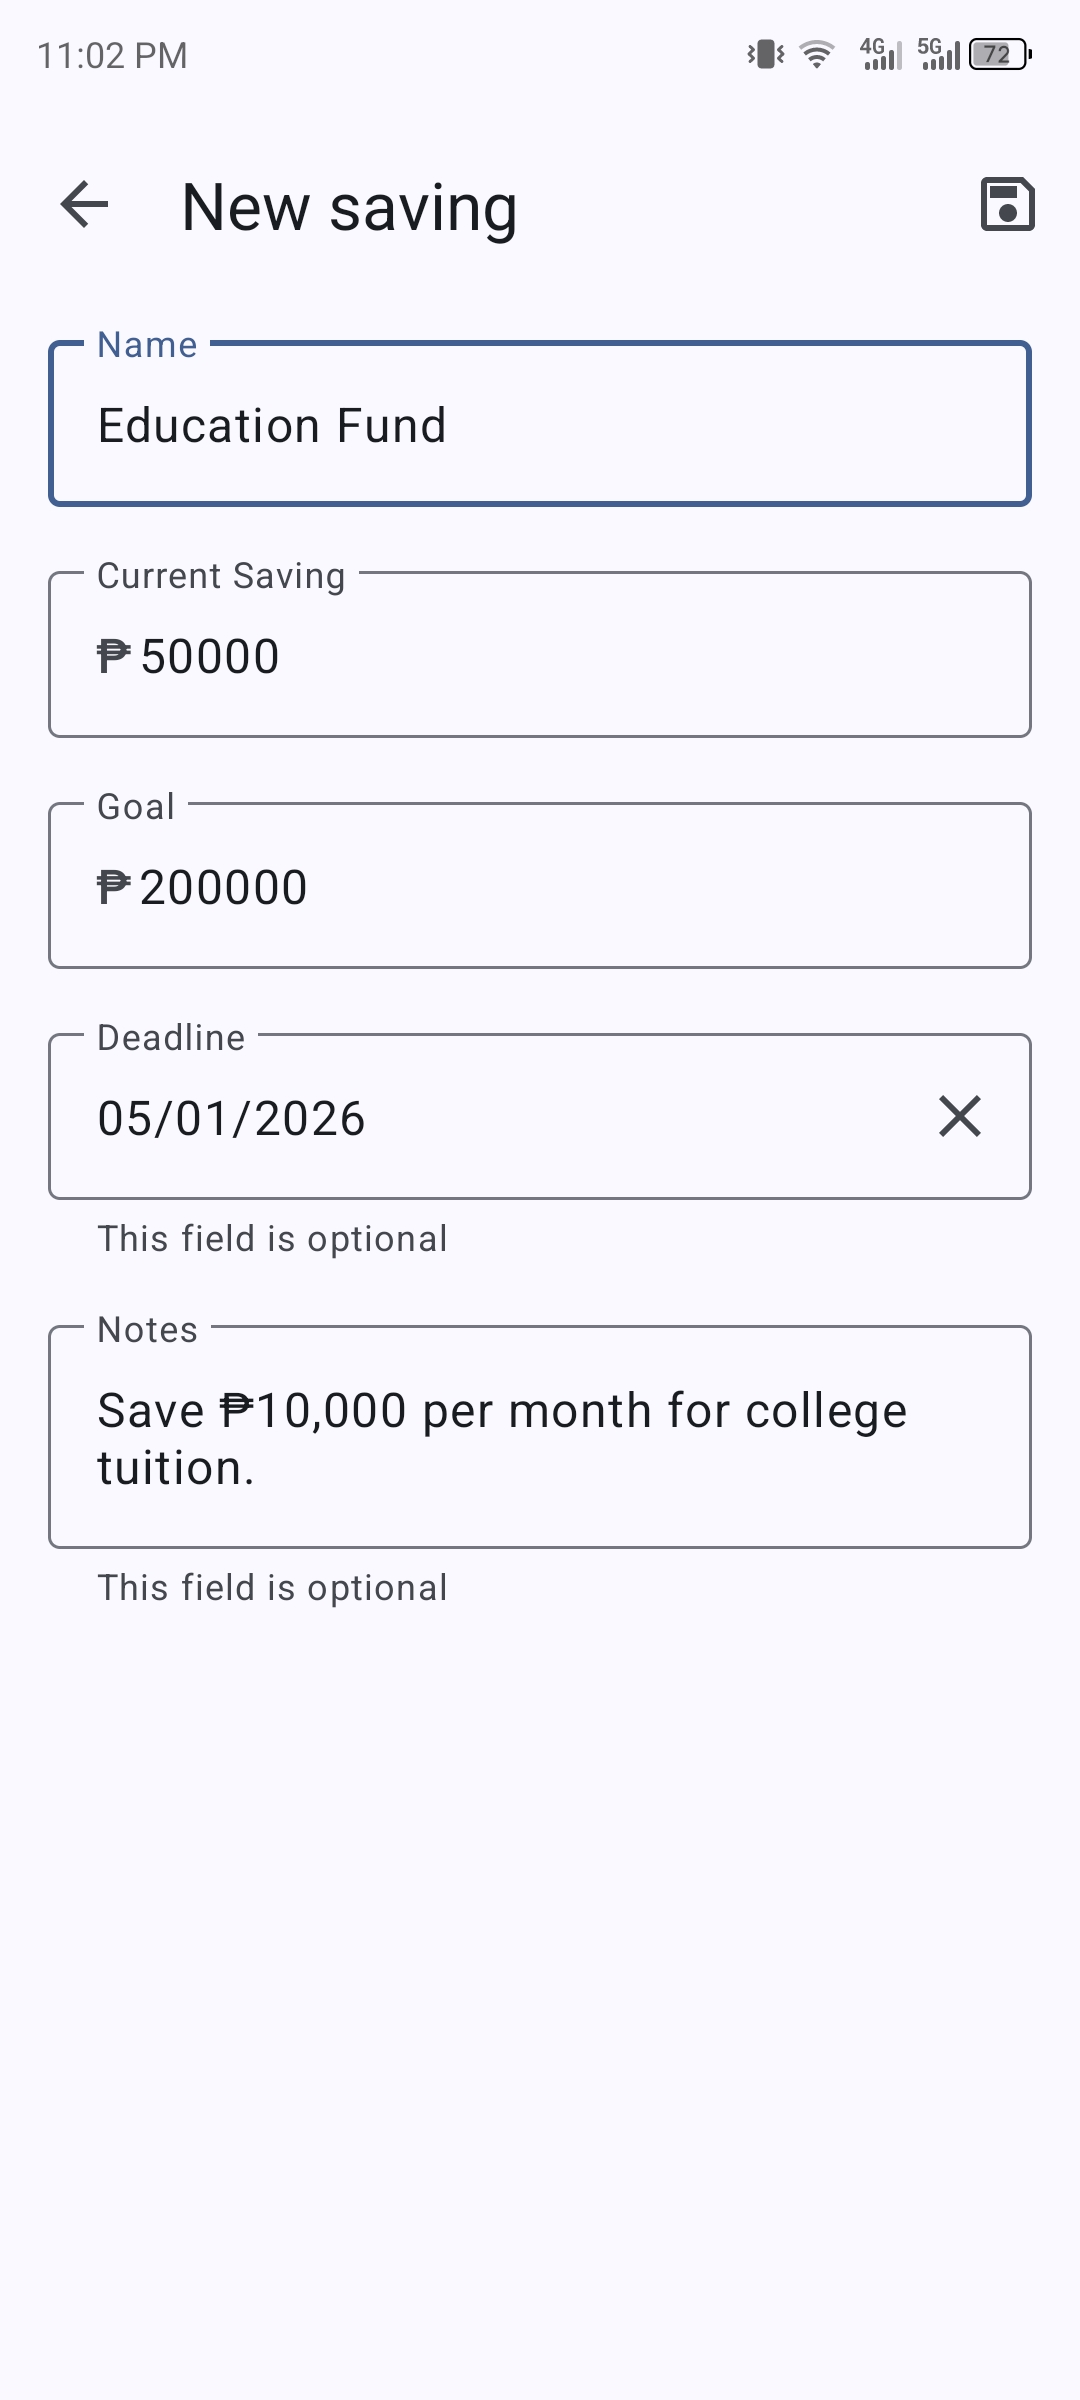 11:02 PM
4G 5G 72
New saving
Name
Education Fund
Current Saving
₱ 50000
Goal
₱ 200000
Deadline
05/01/2026
This field is optional
Notes
Save ₱10,000 per month for college
tuition.
This field is optional